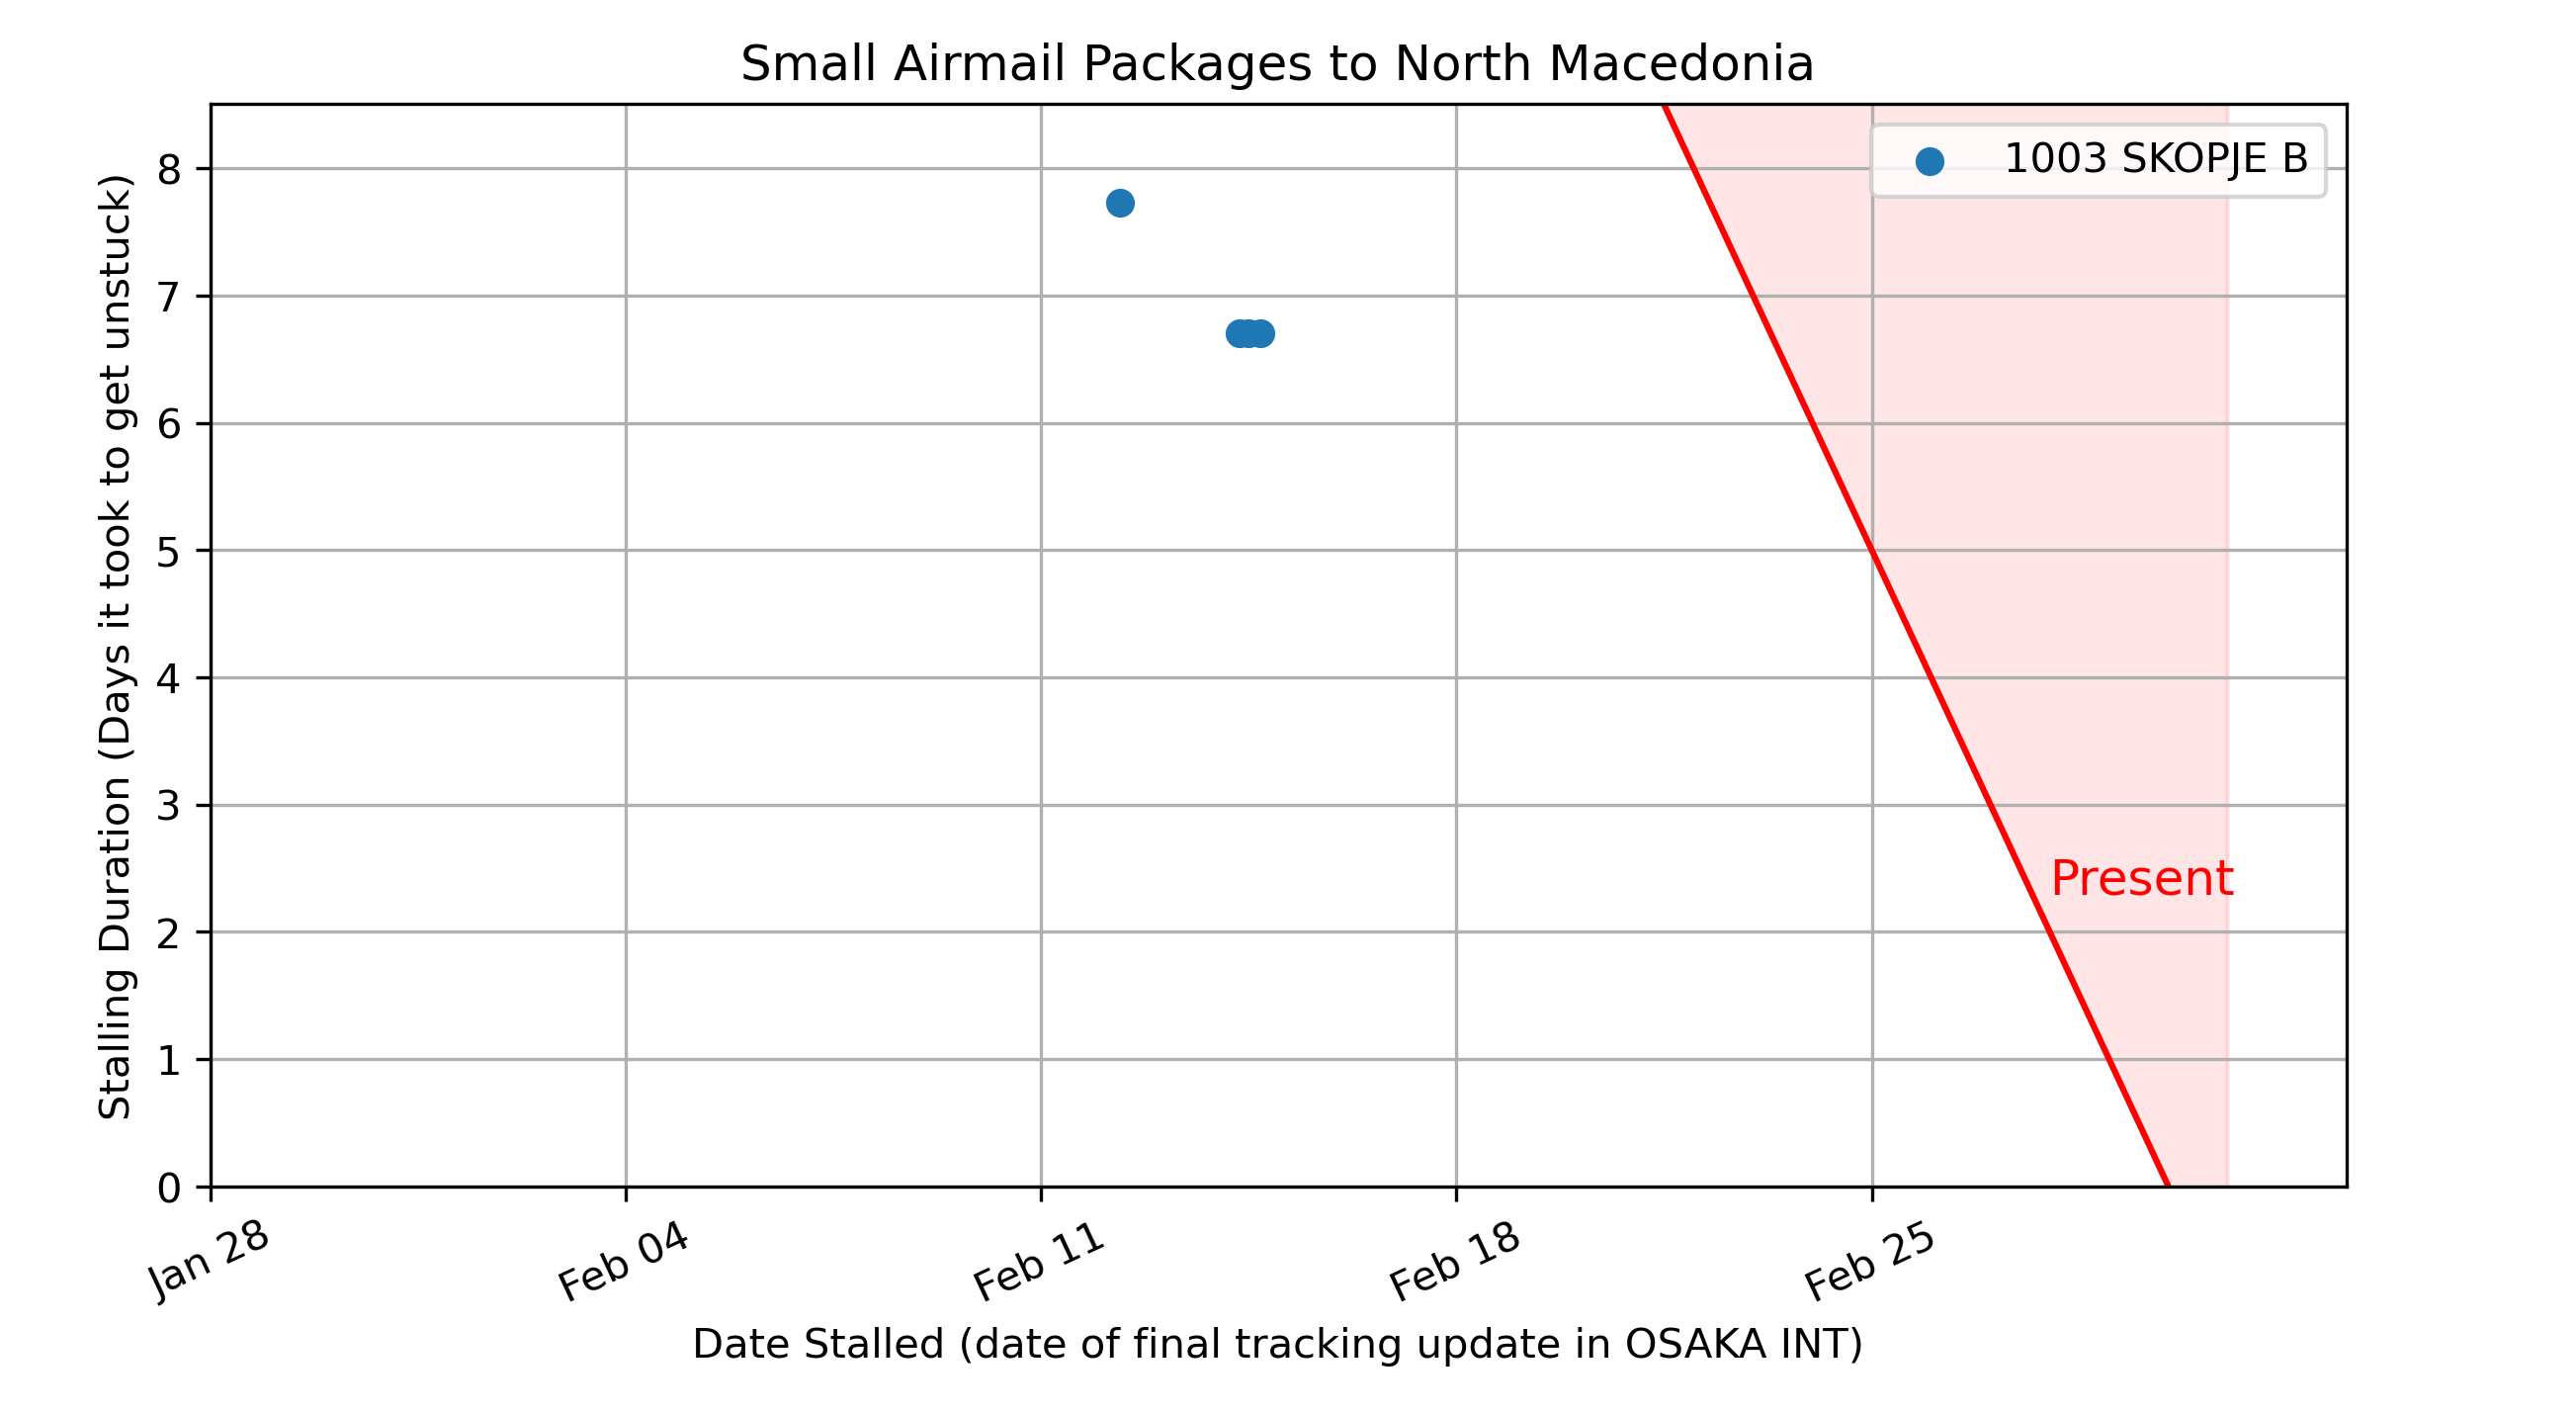 Small Airmail Packages to North Macedonia
1003 SKOPJE B
Stalling Duration (Days it took to get unstuck)
8
7
6
5
4
3
2
1
0
Present
Jan 28
Feb 04
Feb 11
Feb 18
Feb 25
Date Stalled (date of final tracking update in OSAKA INT)